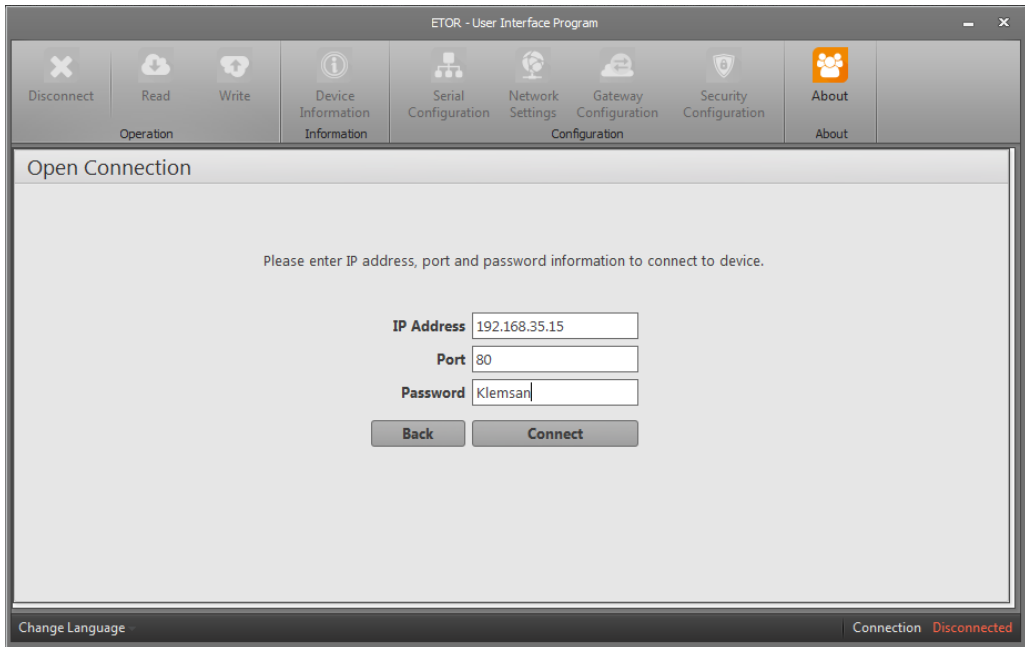 ETOR - User Interface Program
Disconnect Read Write Device Information Serial Configuration Network Settings Gateway Configuration Security Configuration About
Operation Information Configuration About
Open Connection
Please enter IP address, port and password information to connect to device.
IP Address 192.168.35.15
Port 80
Password Klemsan
Back Connect
Change Language Connection Disconnected